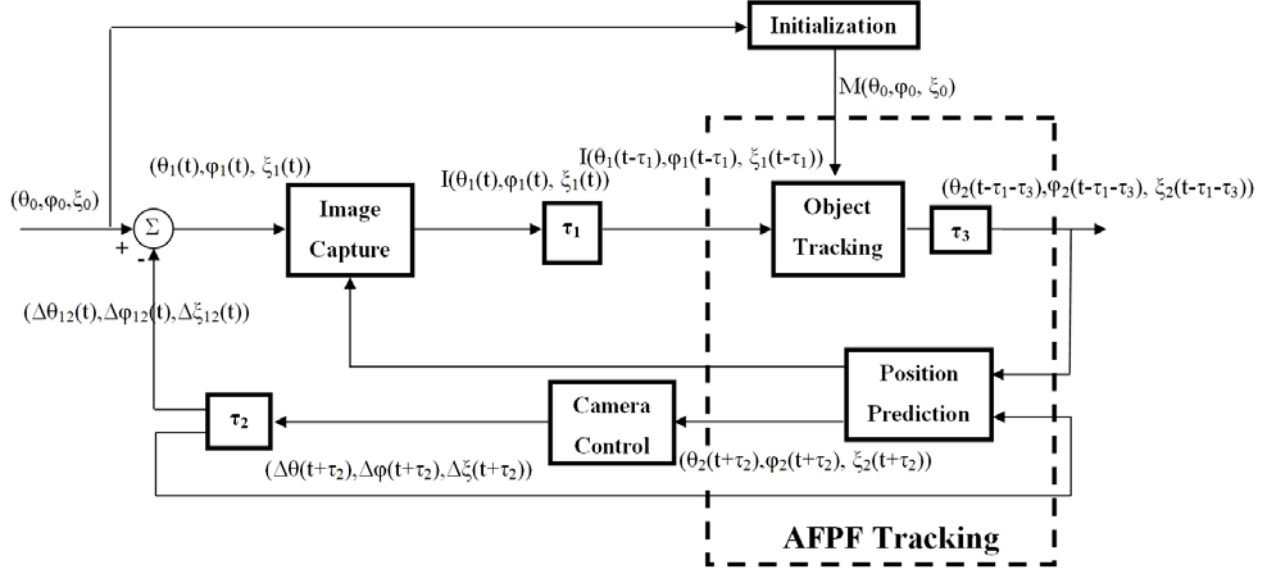 Initialization
M(θ₀,φ₀, ξ₀)
(θ₁(t),φ₁(t), ξ₁(t))
I(θ₁(t-τ₁),φ₁(t-τ₁), ξ₁(t-τ₁))
I(θ₁(t),φ₁(t), ξ₁(t))
(θ₂(t-τ₁-τ₃),φ₂(t-τ₁-τ₃), ξ₂(t-τ₁-τ₃))
(θ₀,φ₀,ξ₀)
Σ
+
-
Image
Capture
τ₁
Object
Tracking
τ₃
(Δθ₁₂(t),Δφ₁₂(t),Δξ₁₂(t))
Position
Prediction
Camera
Control
τ₂
(Δθ(t+τ₂),Δφ(t+τ₂),Δξ(t+τ₂))
(θ₂(t+τ₂),φ₂(t+τ₂), ξ₂(t+τ₂))
AFPF Tracking